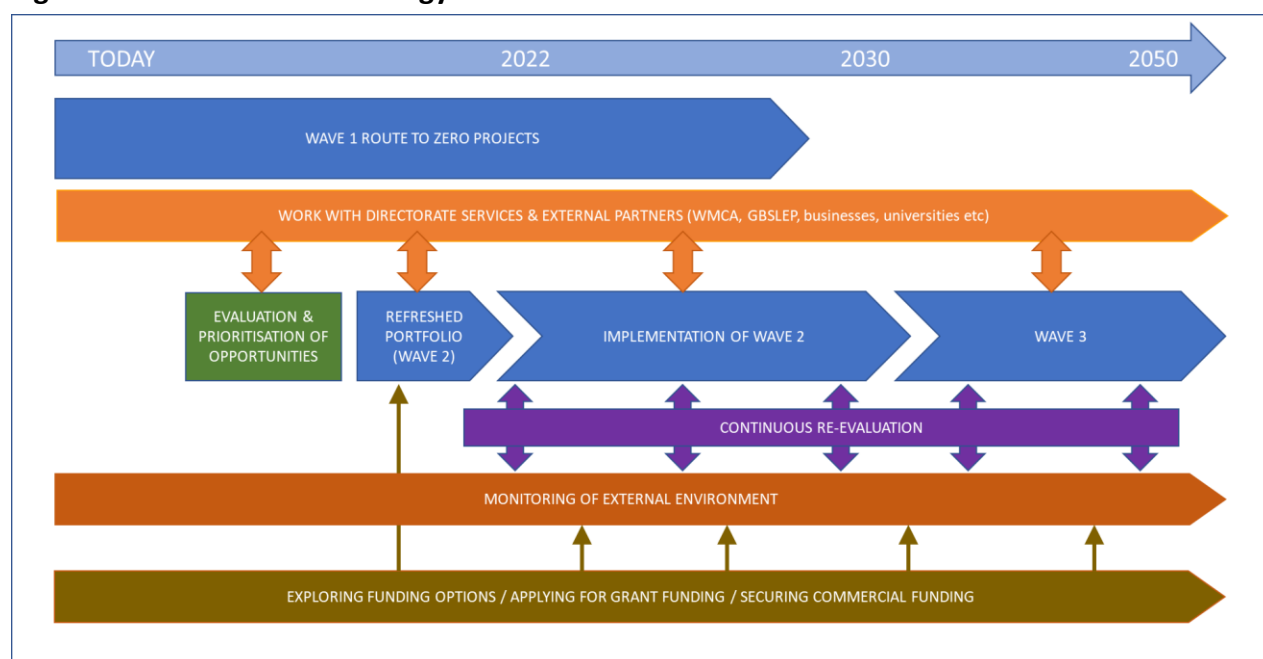 TODAY 2022 2030 2050
WAVE 1 ROUTE TO ZERO PROJECTS
WORK WITH DIRECTORATE SERVICES & EXTERNAL PARTNERS (WMCA, GBSLEP, businesses, universities etc)
EVALUATION &
PRIORITISATION OF
OPPORTUNITIES
REFRESHED
PORTFOLIO
(WAVE 2)
IMPLEMENTATION OF WAVE 2
WAVE 3
CONTINUOUS RE-EVALUATION
MONITORING OF EXTERNAL ENVIRONMENT
EXPLORING FUNDING OPTIONS / APPLYING FOR GRANT FUNDING / SECURING COMMERCIAL FUNDING